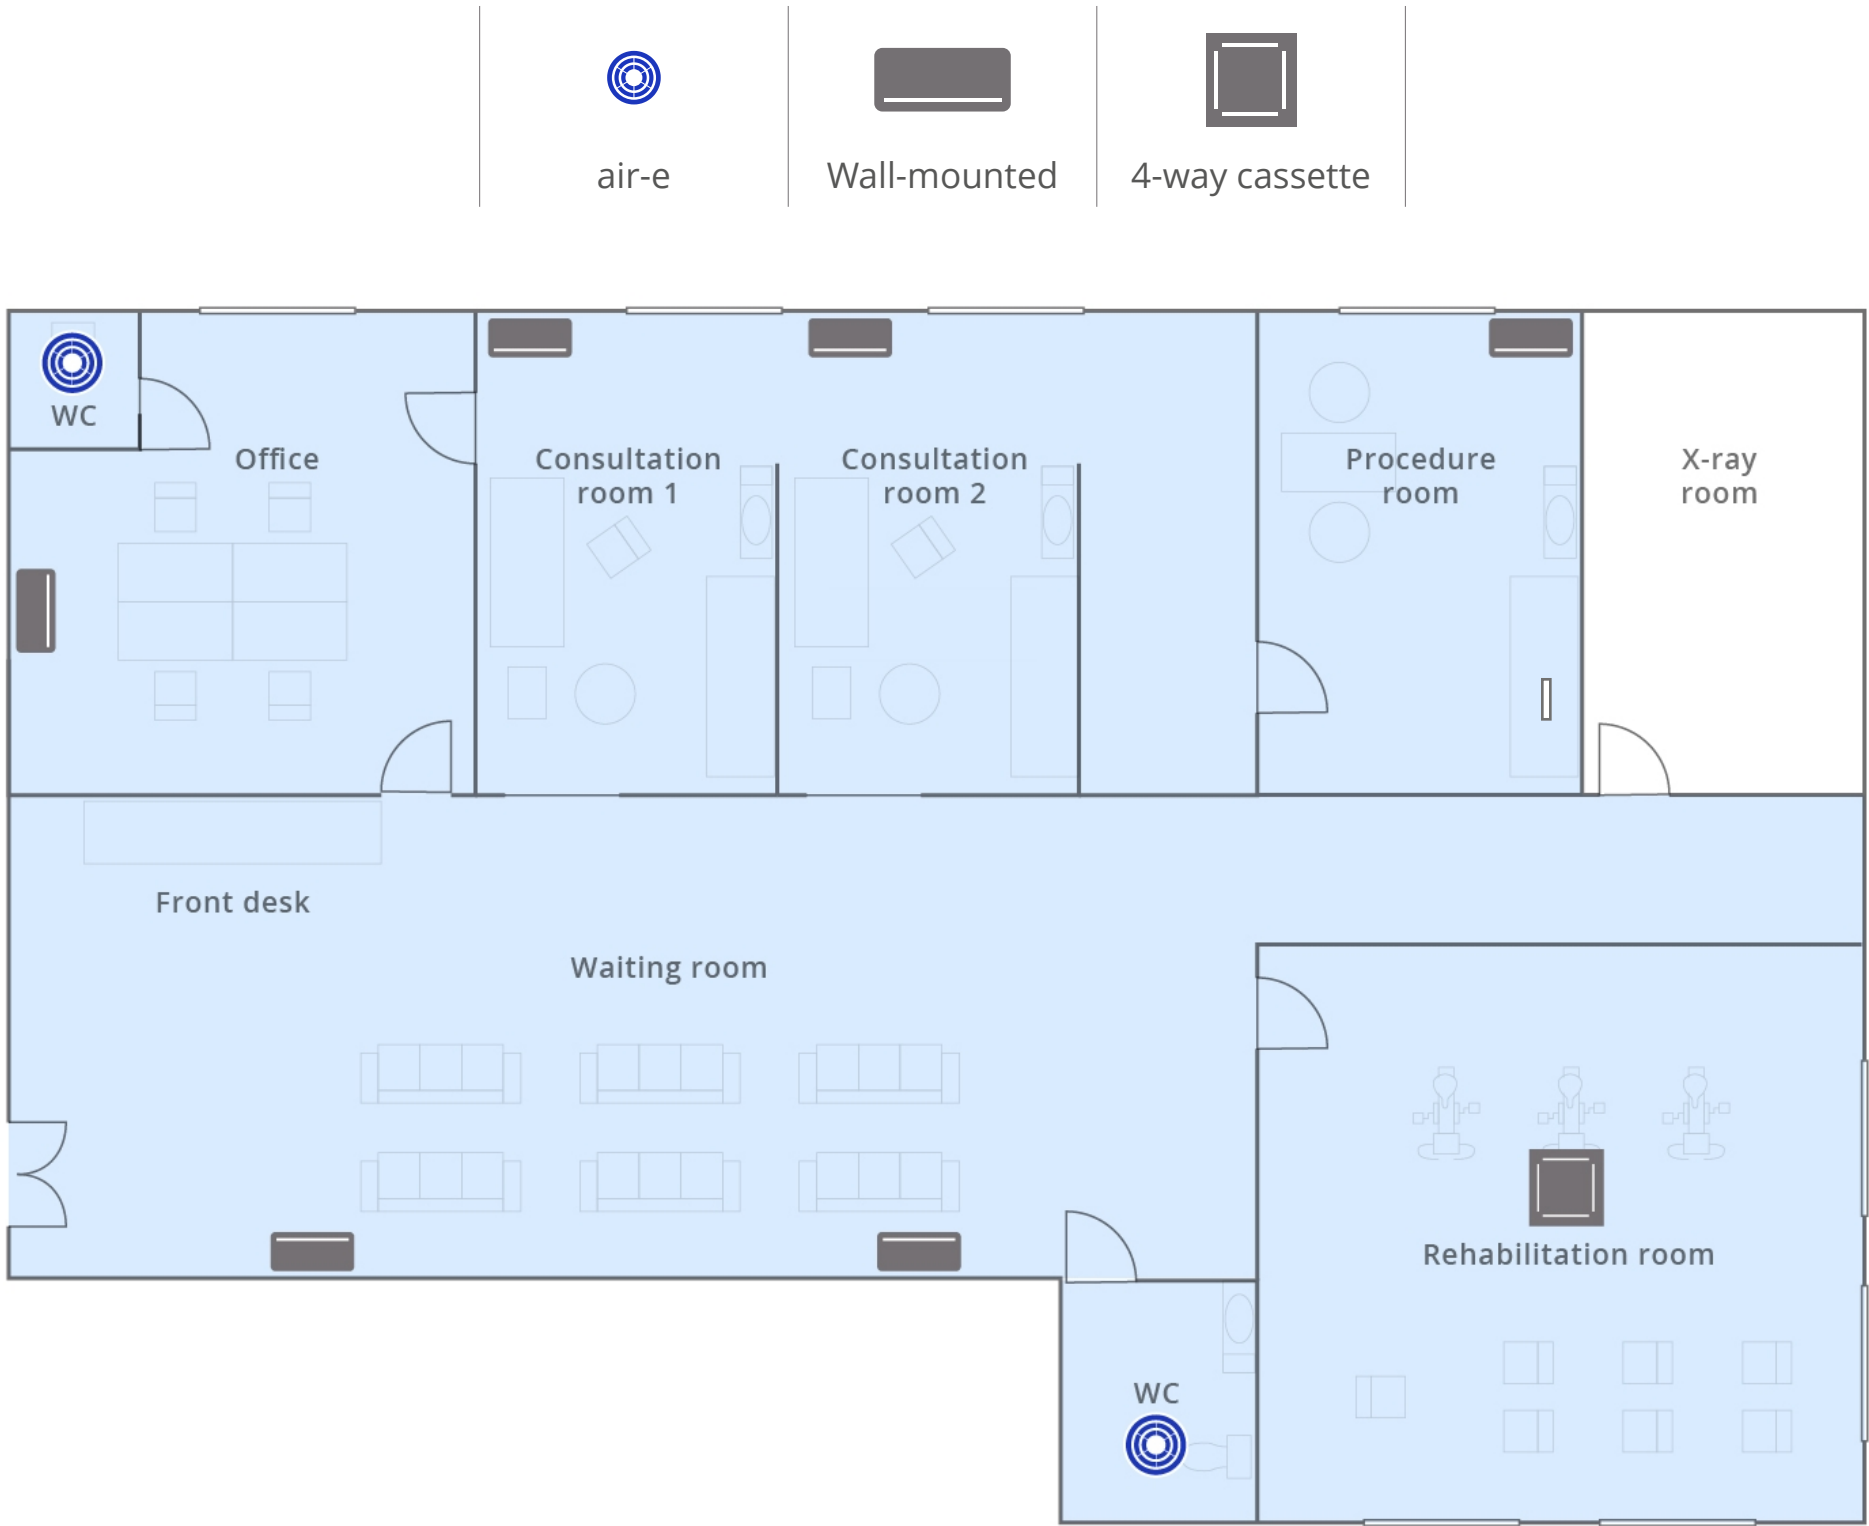 air-e
Wall-mounted
4-way cassette
WC
Office
Consultation
room 1
Consultation
room 2
Procedure
room
X-ray
room
Front desk
Waiting room
Rehabilitation room
WC